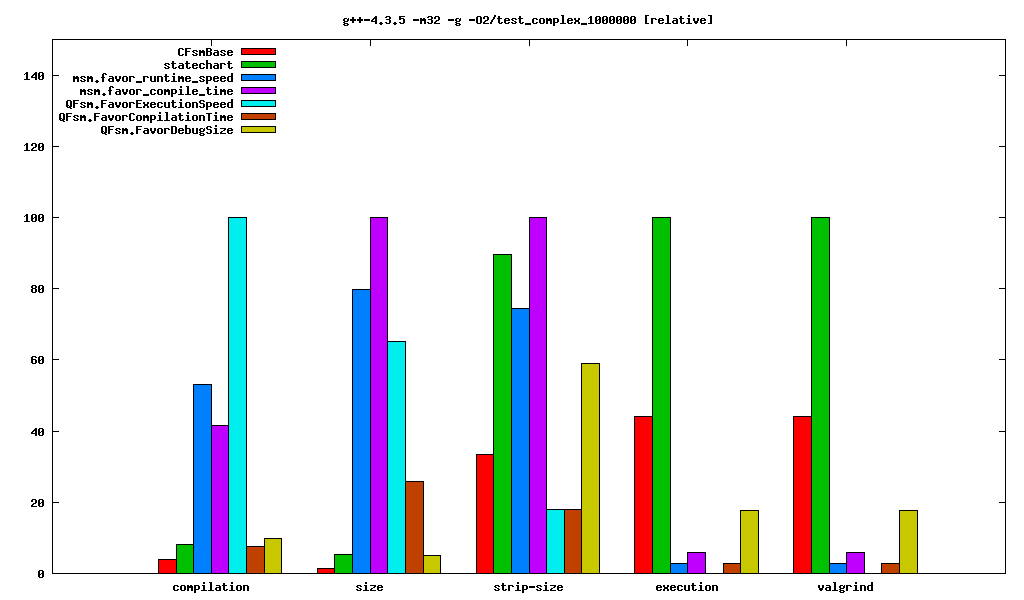 g++-4.3.5 -m32 -g -O2/test_complex_1000000 [relative]
CFsmBase
statechart
msm.favor_runtime_speed
msm.favor_compile_time
QFsm.FavorExecutionSpeed
QFsm.FavorCompilationTime
QFsm.FavorDebugSize
140
120
100
80
60
40
20
0
compilation size strip-size execution valgrind